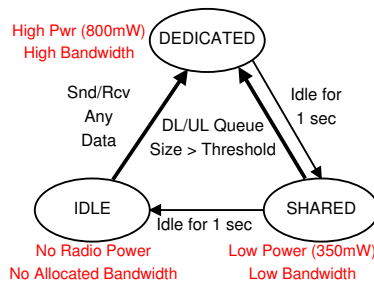 High Pwr (800mW)
High Bandwidth
DEDICATED
Snd/Rcv
Any
Data
DL/UL Queue
Size > Threshold
Idle for
1 sec
IDLE
Idle for 1 sec
SHARED
No Radio Power
No Allocated Bandwidth
Low Power (350mW)
Low Bandwidth